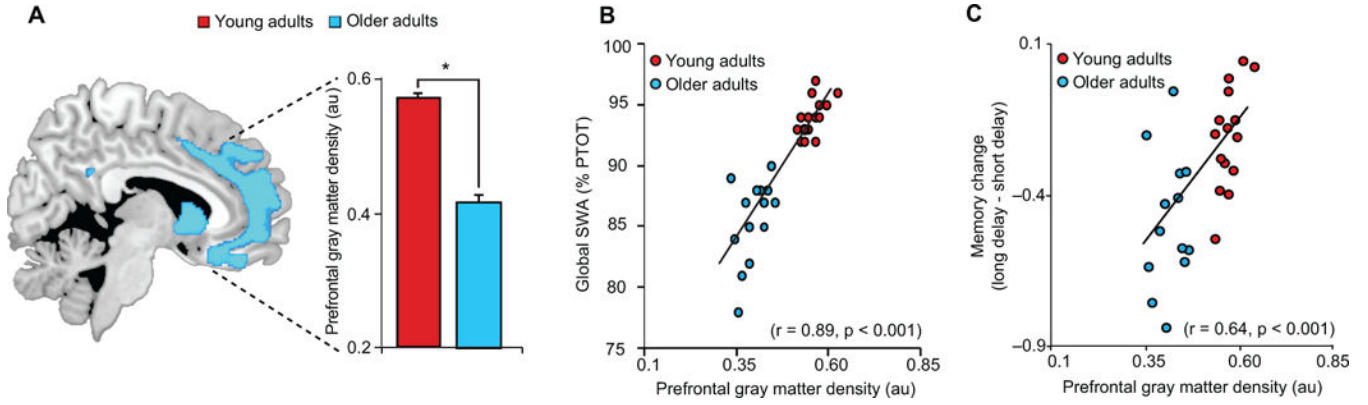 A
Young adults
Older adults
Prefrontal gray matter density (au)
0.6
0.4
0.2
*
B
Global SWA (% PTOT)
100
95
90
85
80
75
Young adults
Older adults
(r = 0.89, p < 0.001)
0.1
0.35
0.60
0.85
Prefrontal gray matter density (au)
C
Memory change
(long delay - short delay)
0.1
–0.4
–0.9
Young adults
Older adults
(r = 0.64, p < 0.001)
0.1
0.35
0.60
0.85
Prefrontal gray matter density (au)